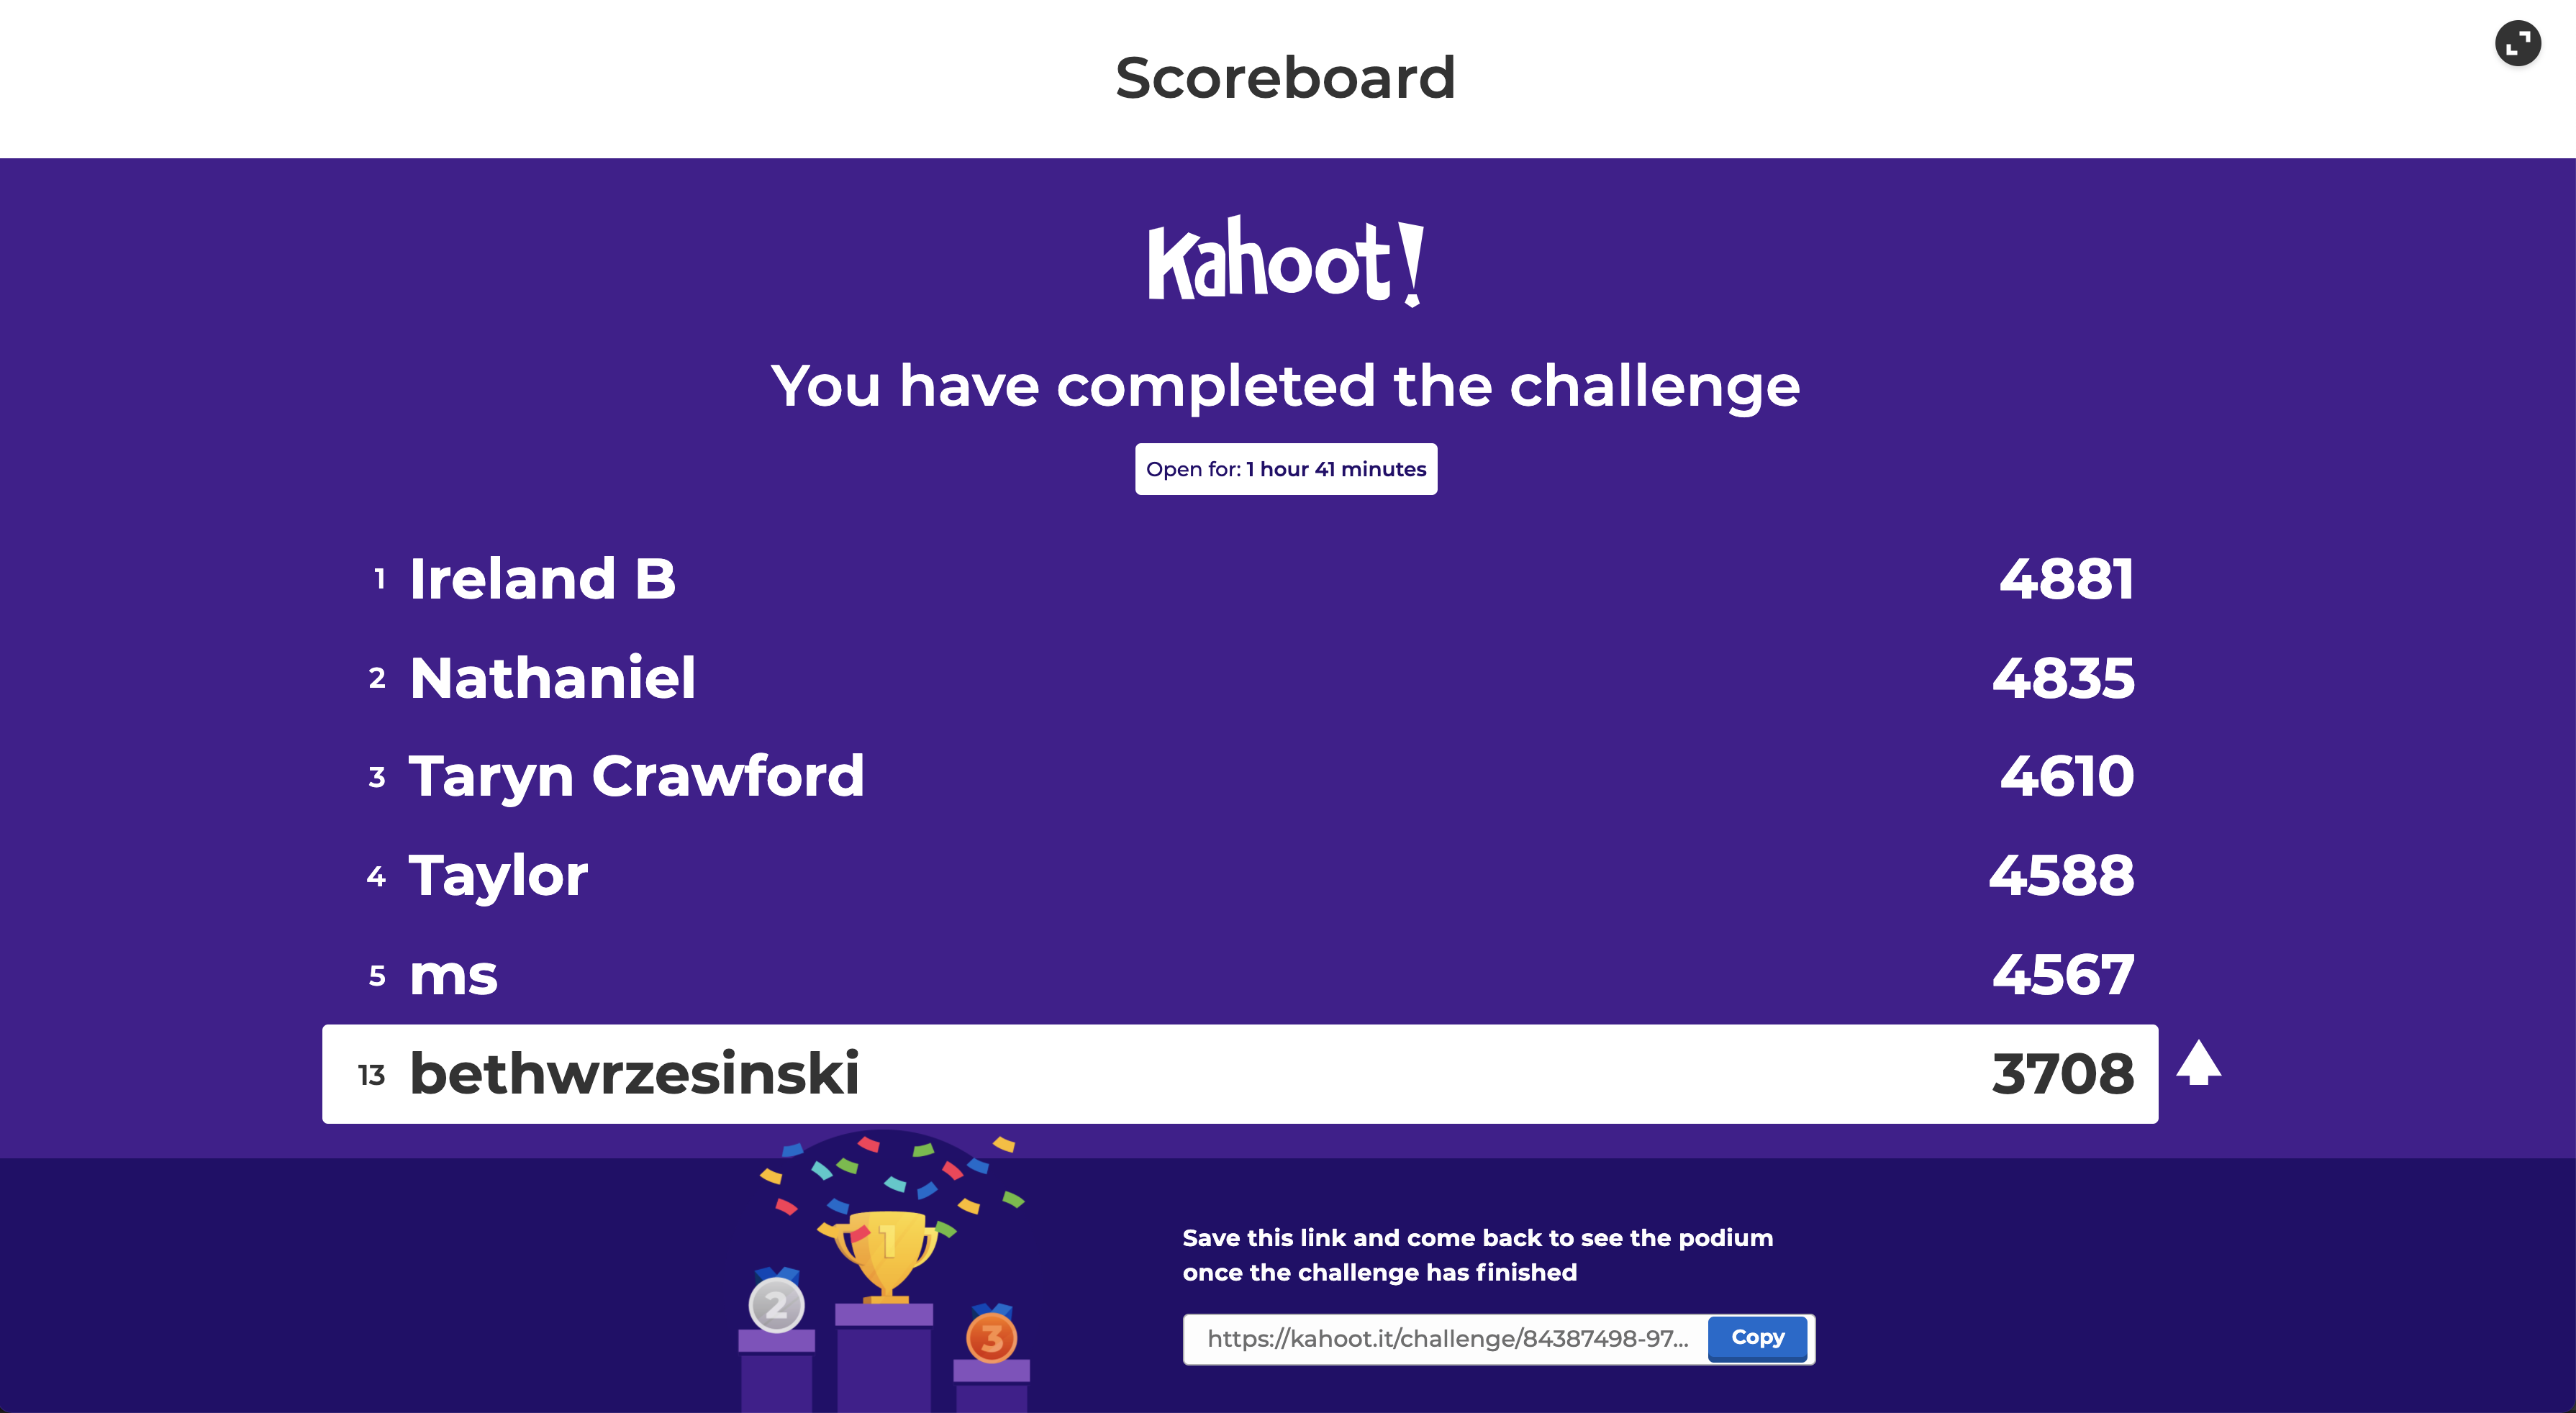 Scoreboard
Kahoot!
You have completed the challenge
Open for: 1 hour 41 minutes
1 Ireland B 4881
2 Nathaniel 4835
3 Taryn Crawford 4610
4 Taylor 4588
5 ms 4567
13 bethwrzesinski 3708
1
2
3
Save this link and come back to see the podium
once the challenge has finished
https://kahoot.it/challenge/84387498-97... Copy